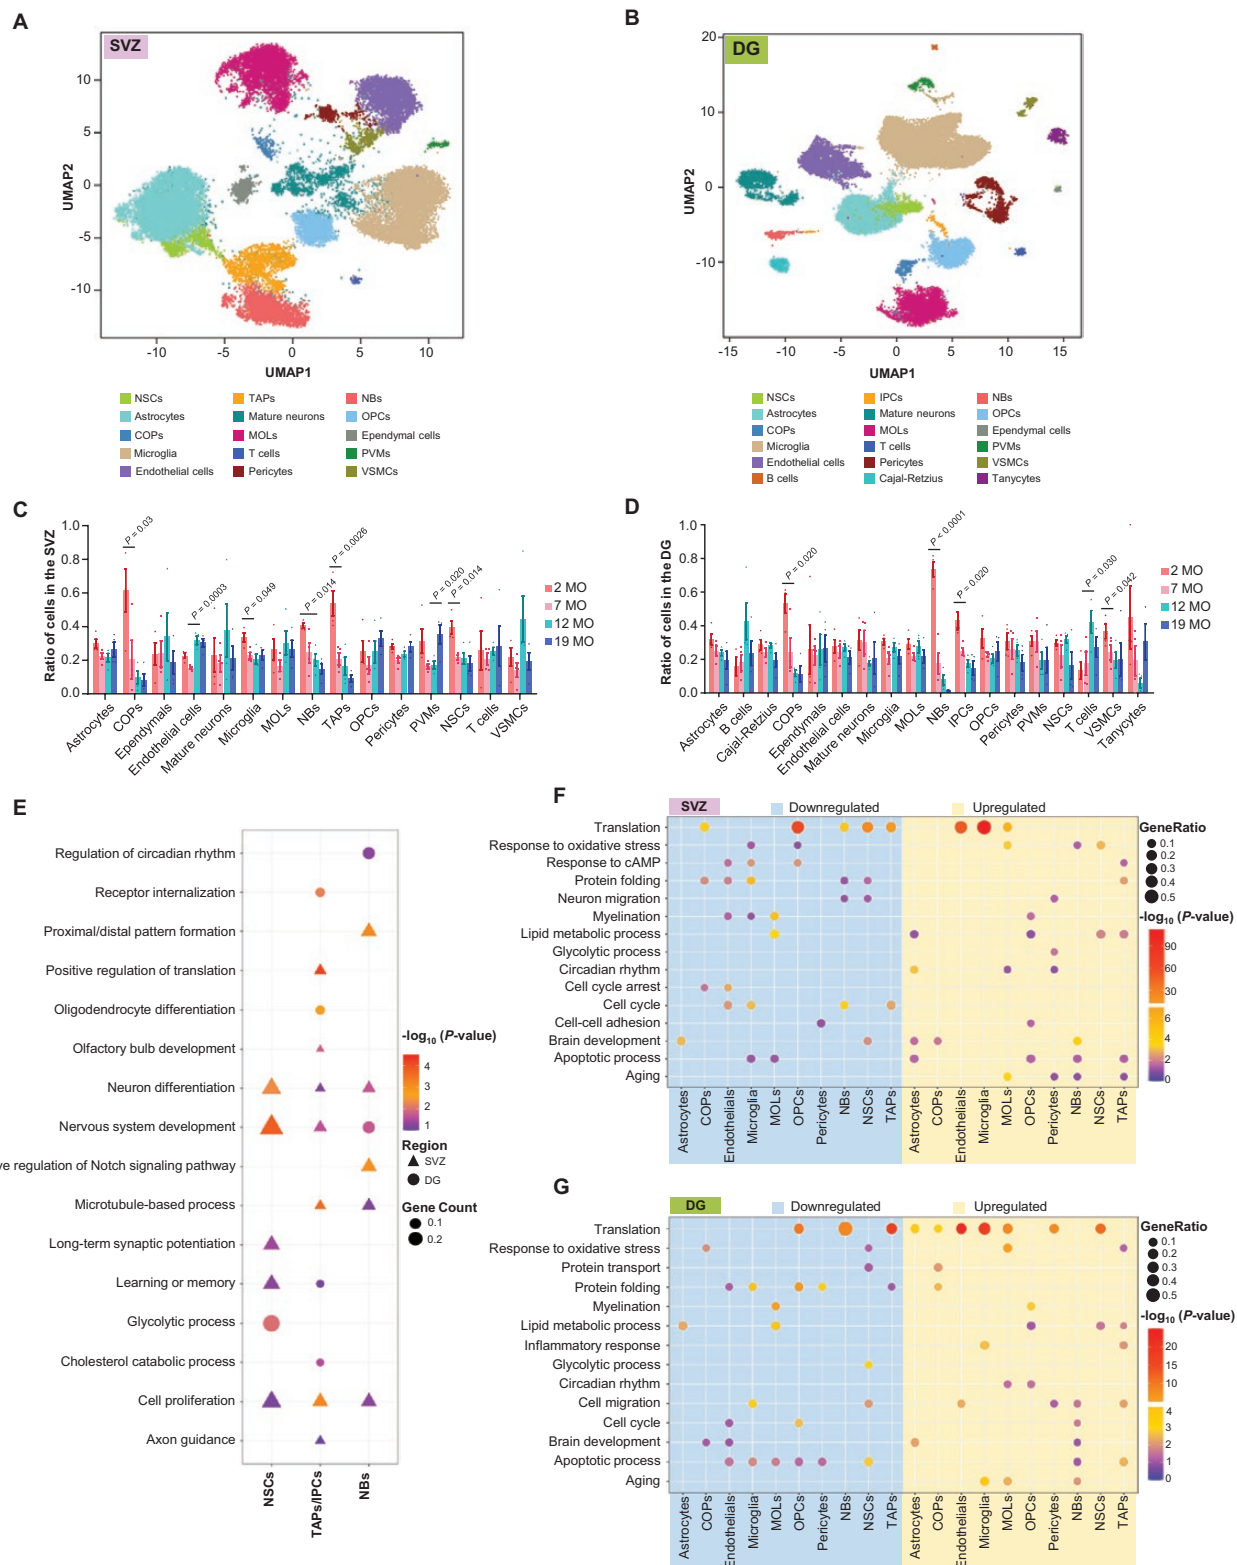 A
SVZ
UMAP2
10
5
0
-5
-10
-10
-5
0
5
10
UMAP1
NSCs
TAPs
NBs
Astrocytes
Mature neurons
OPCs
COPs
MOLs
Ependymal cells
Microglia
T cells
PVMs
Endothelial cells
Pericytes
VSMCs
B
DG
UMAP2
20
10
0
-10
-15
-10
-5
0
5
10
15
UMAP1
NSCs
IPCs
NBs
Astrocytes
Mature neurons
OPCs
COPs
MOLs
Ependymal cells
Microglia
T cells
PVMs
Endothelial cells
Pericytes
VSMCs
B cells
Cajal-Retzius
Tanycytes
C
Ratio of cells in the SVZ
1.0
0.8
0.6
0.4
0.2
0.0
P = 0.03
P = 0.0003
P = 0.049
P = 0.014
P = 0.0026
P = 0.020
P = 0.014
2 MO
7 MO
12 MO
19 MO
Astrocytes
COPs
Ependymals
Endothelial cells
Mature neurons
Microglia
MOLs
NBs
TAPs
OPCs
Pericytes
PVMs
NSCs
T cells
VSMCs
D
Ratio of cells in the DG
1.0
0.8
0.6
0.4
0.2
0.0
P = 0.020
P < 0.0001
P = 0.020
P = 0.030
P = 0.042
2 MO
7 MO
12 MO
19 MO
Astrocytes
B cells
Cajal-Retzius
COPs
Ependymals
Endothelial cells
Mature neurons
Microglia
MOLs
NBs
IPCs
OPCs
Pericytes
PVMs
NSCs
T cells
VSMCs
Tanycytes
E
Regulation of circadian rhythm
Receptor internalization
Proximal/distal pattern formation
Positive regulation of translation
Oligodendrocyte differentiation
Olfactory bulb development
Neuron differentiation
Nervous system development
ve regulation of Notch signaling pathway
Microtubule-based process
Long-term synaptic potentiation
Learning or memory
Glycolytic process
Cholesterol catabolic process
Cell proliferation
Axon guidance
NSCs
TAPs/IPCs
NBs
-log10 (P-value)
4
3
2
1
Region
SVZ
DG
Gene Count
0.1
0.2
F
SVZ
Downregulated
Upregulated
Translation
Response to oxidative stress
Response to cAMP
Protein folding
Neuron migration
Myelination
Lipid metabolic process
Glycolytic process
Circadian rhythm
Cell cycle arrest
Cell cycle
Cell-cell adhesion
Brain development
Apoptotic process
Aging
Astrocytes
COPs
Endothelials
Microglia
MOLs
OPCs
Pericytes
NBs
NSCs
TAPs
Astrocytes
COPs
Endothelials
Microglia
MOLs
OPCs
Pericytes
NBs
NSCs
TAPs
GeneRatio
0.1
0.2
0.3
0.4
0.5
-log10 (P-value)
90
60
30
6
4
2
0
G
DG
Downregulated
Upregulated
Translation
Response to oxidative stress
Protein transport
Protein folding
Myelination
Lipid metabolic process
Inflammatory response
Glycolytic process
Circadian rhythm
Cell migration
Cell cycle
Brain development
Apoptotic process
Aging
Astrocytes
COPs
Endothelials
Microglia
MOLs
OPCs
Pericytes
NBs
NSCs
TAPs
Astrocytes
COPs
Endothelials
Microglia
MOLs
OPCs
Pericytes
NBs
NSCs
TAPs
GeneRatio
0.1
0.2
0.3
0.4
0.5
-log10 (P-value)
20
15
10
4
3
2
1
0